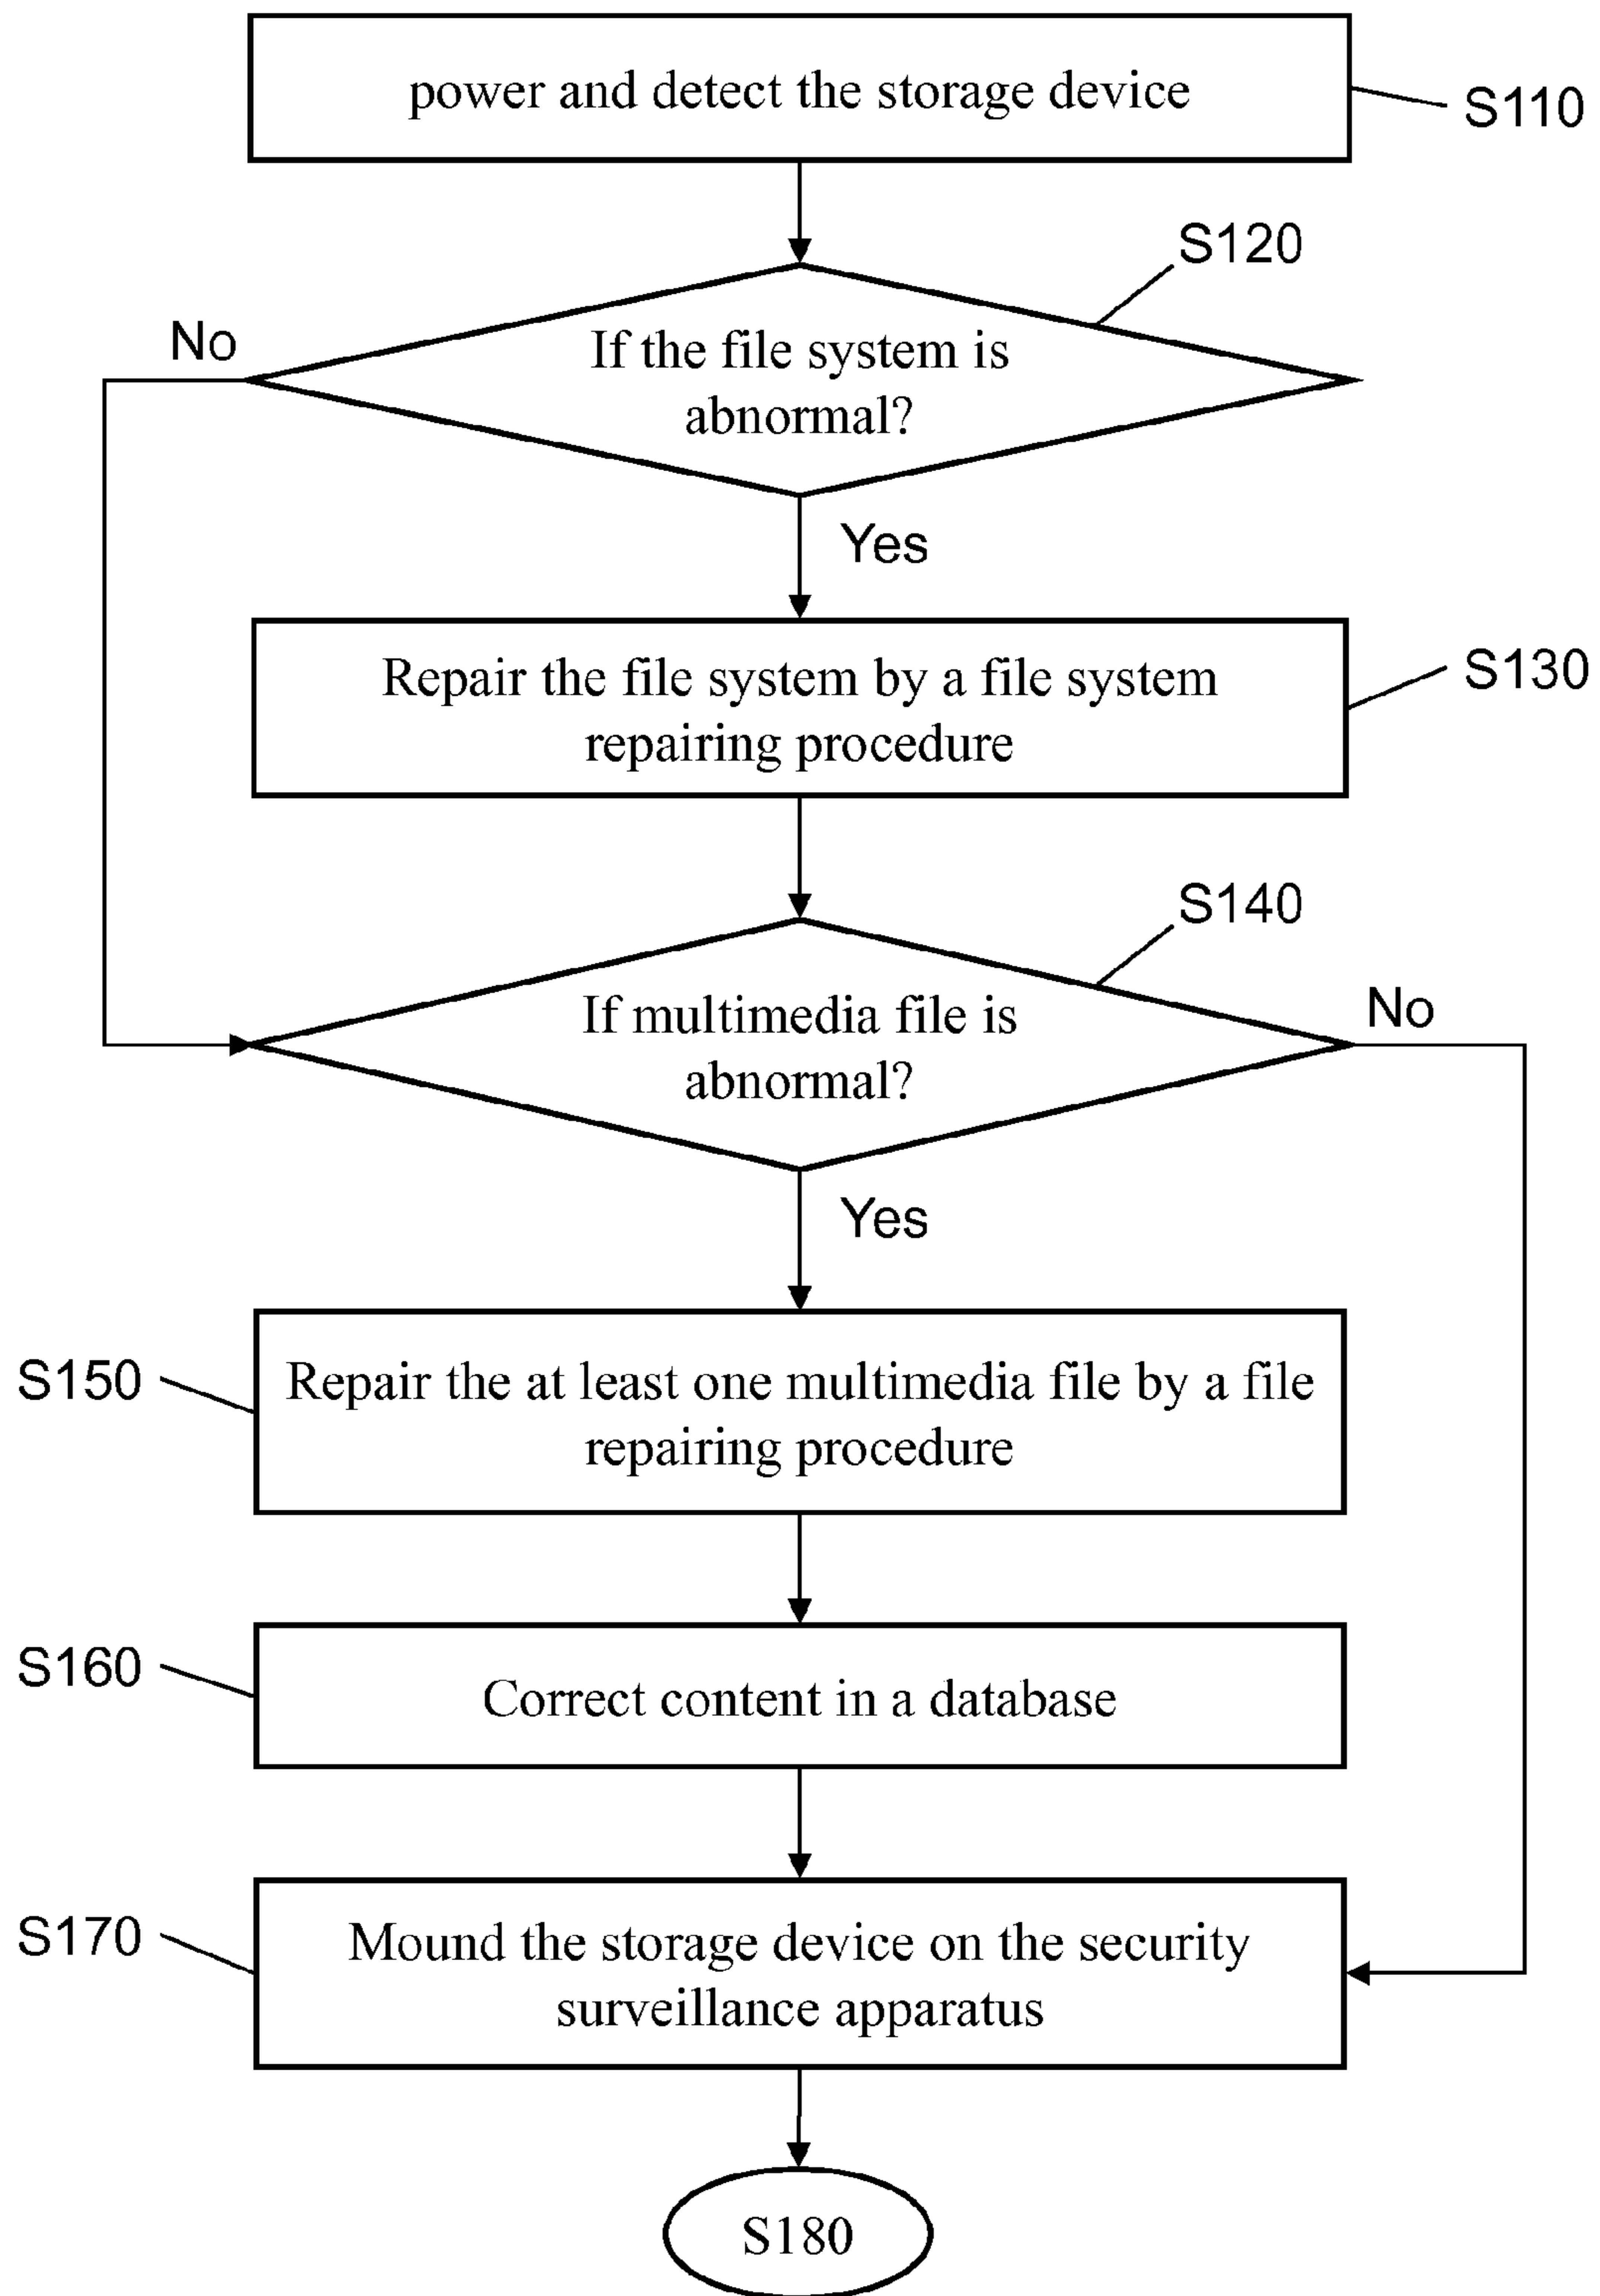 power and detect the storage device
S110
S120
No
If the file system is
abnormal?
Yes
Repair the file system by a file system
repairing procedure
S130
S140
If multimedia file is
abnormal?
No
Yes
S150
Repair the at least one multimedia file by a file
repairing procedure
S160
Correct content in a database
S170
Mound the storage device on the security
surveillance apparatus
S180